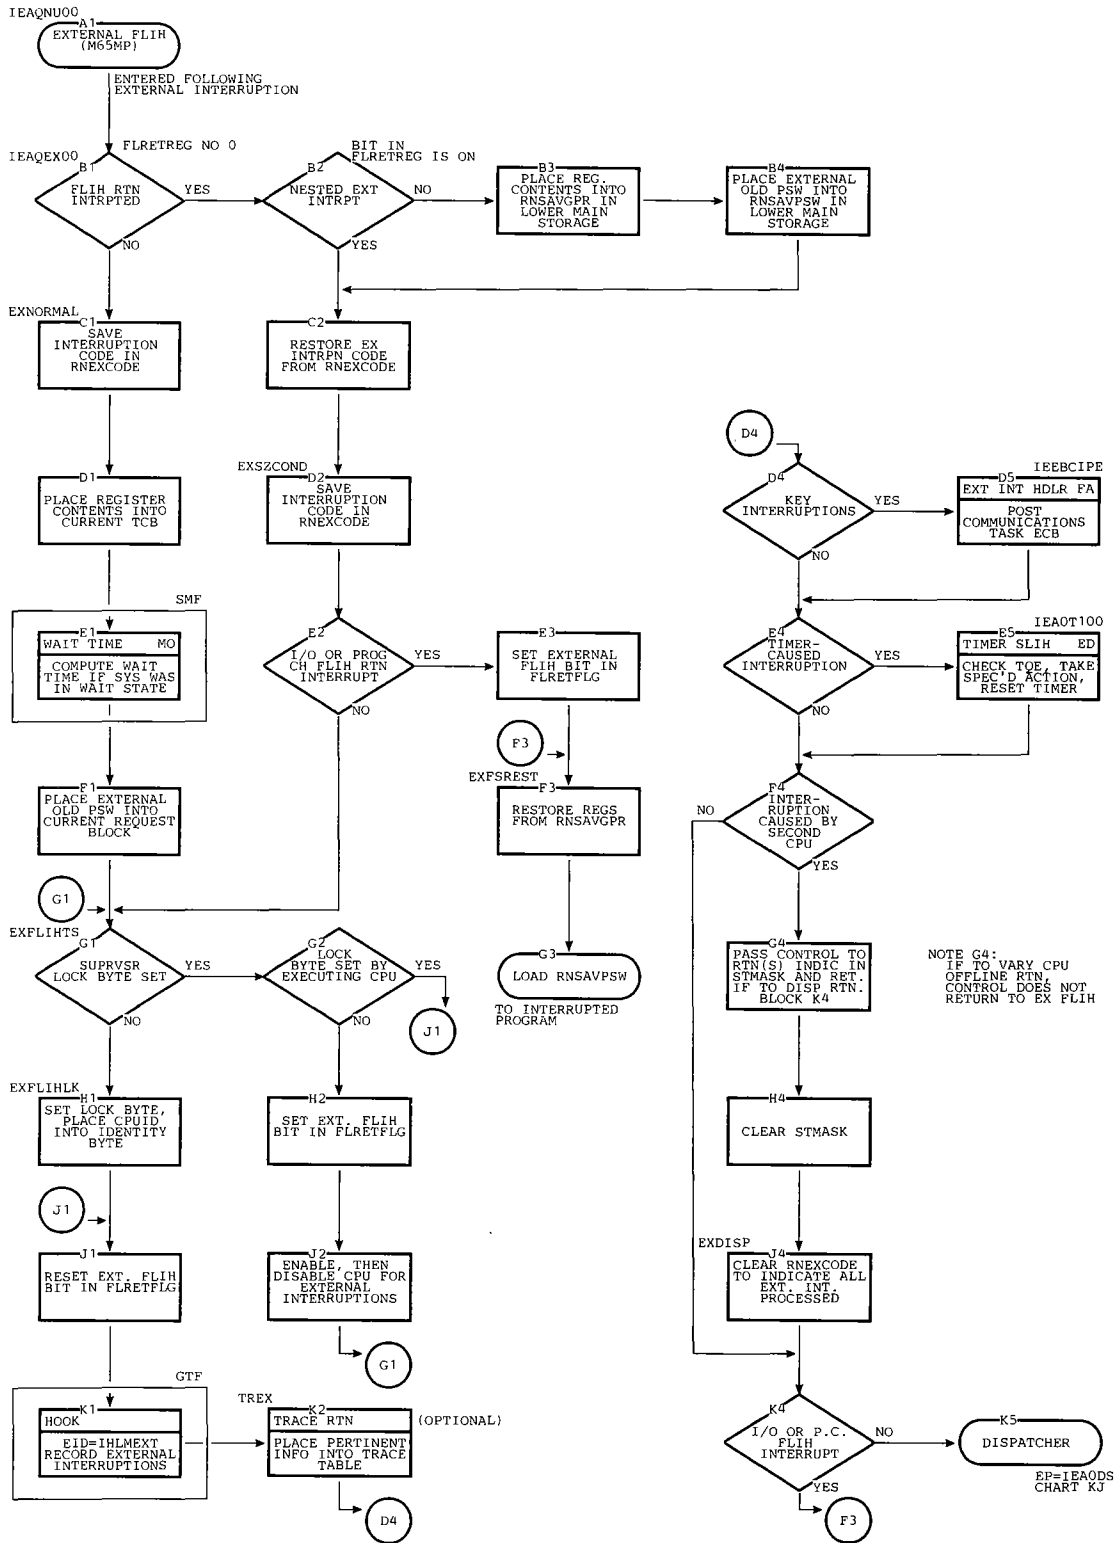 IEAQNU00
A1
EXTERNAL FLIH
(M65MP)
ENTERED FOLLOWING
EXTERNAL INTERRUPTION
IEAQEX00
FLRETREG NO 0
B1
FLIH RTN
INTRPTED
YES
NO
BIT IN
FLRETREG IS ON
B2
NESTED EXT
INTRPT
NO
YES
B3
PLACE REG.
CONTENTS INTO
RNSAVGPR IN
LOWER MAIN
STORAGE
B4
PLACE EXTERNAL
OLD PSW INTO
RNSAVPSW IN
LOWER MAIN
STORAGE
EXNORMAL
C1
SAVE
INTERRUPTION
CODE IN
RNEXCODE
C2
RESTORE EX
INTRPN CODE
FROM RNEXCODE
D1
PLACE REGISTER
CONTENTS INTO
CURRENT TCB
EXSZCOND
D2
SAVE
INTERRUPTION
CODE IN
RNEXCODE
D4
D4
KEY
INTERRUPTIONS
YES
NO
IEEBCIPE
D5
EXT INT HDLR FA
POST
COMMUNICATIONS
TASK ECB
SMF
E1
WAIT TIME MO
COMPUTE WAIT
TIME IF SYS WAS
IN WAIT STATE
E2
I/O OR PROG
CH FLIH RTN
INTERRUPT
YES
NO
E3
SET EXTERNAL
FLIH BIT IN
FLRETFLG
E4
TIMER-
CAUSED
INTERRUPTION
YES
NO
IEAOT100
E5
TIMER SLIH ED
CHECK TQE, TAKE
SPEC'D ACTION,
RESET TIMER
F1
PLACE EXTERNAL
OLD PSW INTO
CURRENT REQUEST
BLOCK
F3
EXFSREST
F3
RESTORE REGS
FROM RNSAVGPR
F4
INTER-
RUPTION
CAUSED BY
SECOND
CPU
NO
YES
G1
EXFLIHTS
G1
SUPRVSR
LOCK BYTE SET
YES
NO
G2
LOCK
BYTE SET BY
EXECUTING CPU
YES
NO
J1
G3
LOAD RNSAVPSW
TO INTERRUPTED
PROGRAM
G4
PASS CONTROL TO
RTN(S) INDIC IN
STMASK AND RET.
IF TO DISP RTN.
BLOCK K4
NOTE G4:
IF TO VARY CPU
OFFLINE RTN,
CONTROL DOES NOT
RETURN TO EX FLIH
EXFLIHLK
H1
SET LOCK BYTE,
PLACE CPUID
INTO IDENTITY
BYTE
H2
SET EXT. FLIH
BIT IN FLRETFLG
H4
CLEAR STMASK
J1
J1
RESET EXT. FLIH
BIT IN FLRETFLG
J2
ENABLE, THEN
DISABLE CPU FOR
EXTERNAL
INTERRUPTIONS
G1
EXDISP
J4
CLEAR RNEXCODE
TO INDICATE ALL
EXT. INT.
PROCESSED
GTF
K1
HOOK
EID=IHLMEXT
RECORD EXTERNAL
INTERRUPTIONS
TREX
K2
TRACE RTN
(OPTIONAL)
PLACE PERTINENT
INFO INTO TRACE
TABLE
D4
K4
I/O OR P.C.
FLIH
INTERRUPT
NO
YES
F3
K5
DISPATCHER
EP=IEAODS
CHART KJ